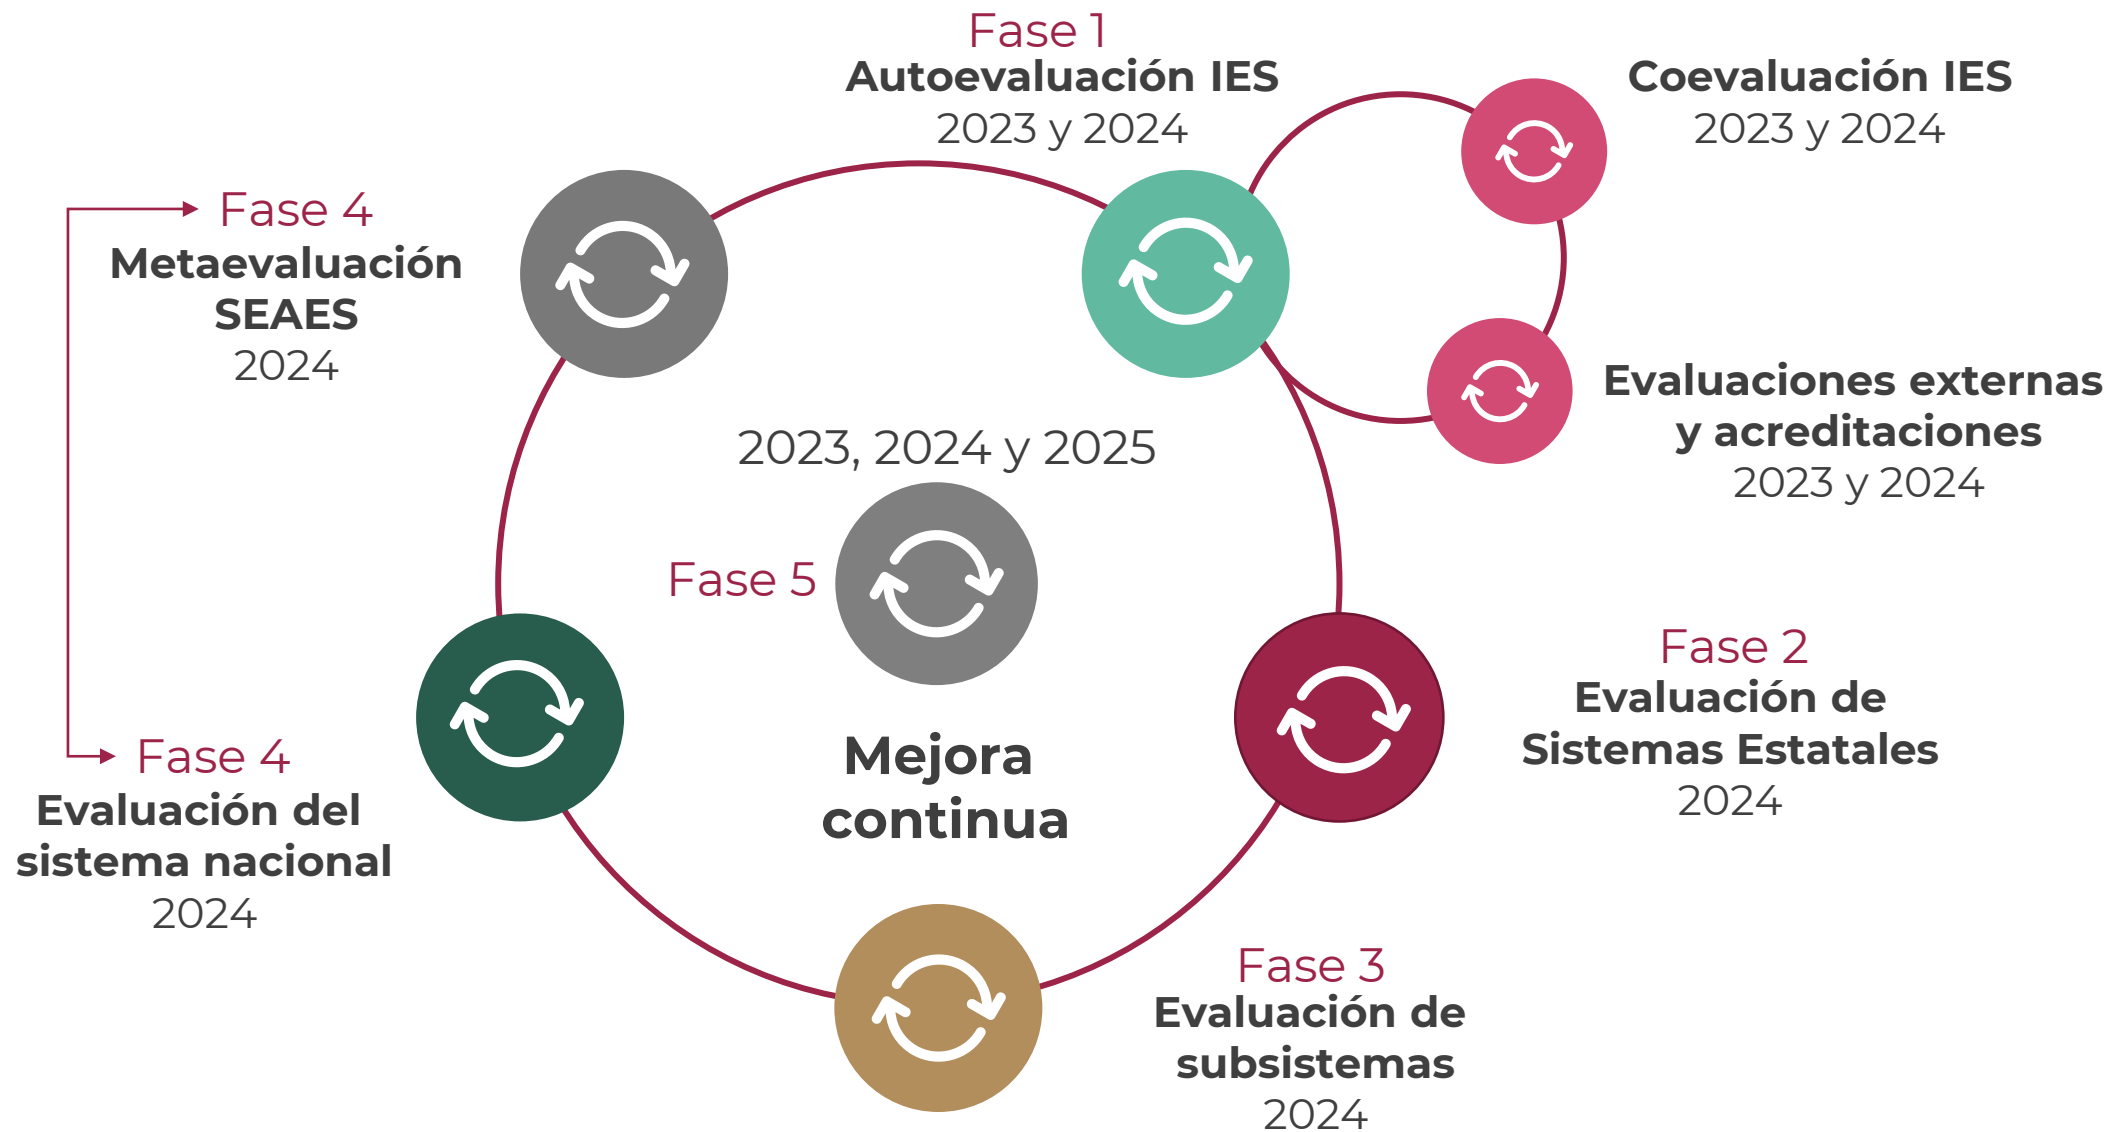 Fase 1
Autoevaluación IES
2023 y 2024
Coevaluación IES
2023 y 2024
Evaluaciones externas
y acreditaciones
2023 y 2024
Fase 4
Metaevaluación
SEAES
2024
2023, 2024 y 2025
Fase 5
Mejora
continua
Fase 2
Evaluación de
Sistemas Estatales
2024
Fase 4
Evaluación del
sistema nacional
2024
Fase 3
Evaluación de
subsistemas
2024